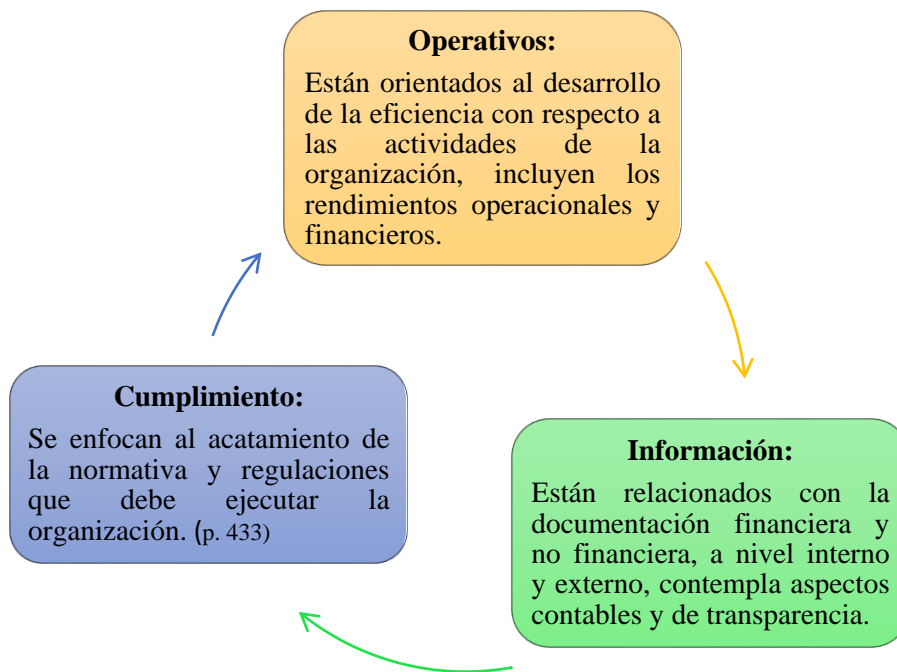 Operativos:
Están orientados al desarrollo
de la eficiencia con respecto a
las actividades de la
organización, incluyen los
rendimientos operacionales y
financieros.
Información:
Están relacionados con la
documentación financiera y
no financiera, a nivel interno
y externo, contempla aspectos
contables y de transparencia.
Cumplimiento:
Se enfocan al acatamiento de
la normativa y regulaciones
que debe ejecutar la
organización. (p. 433)